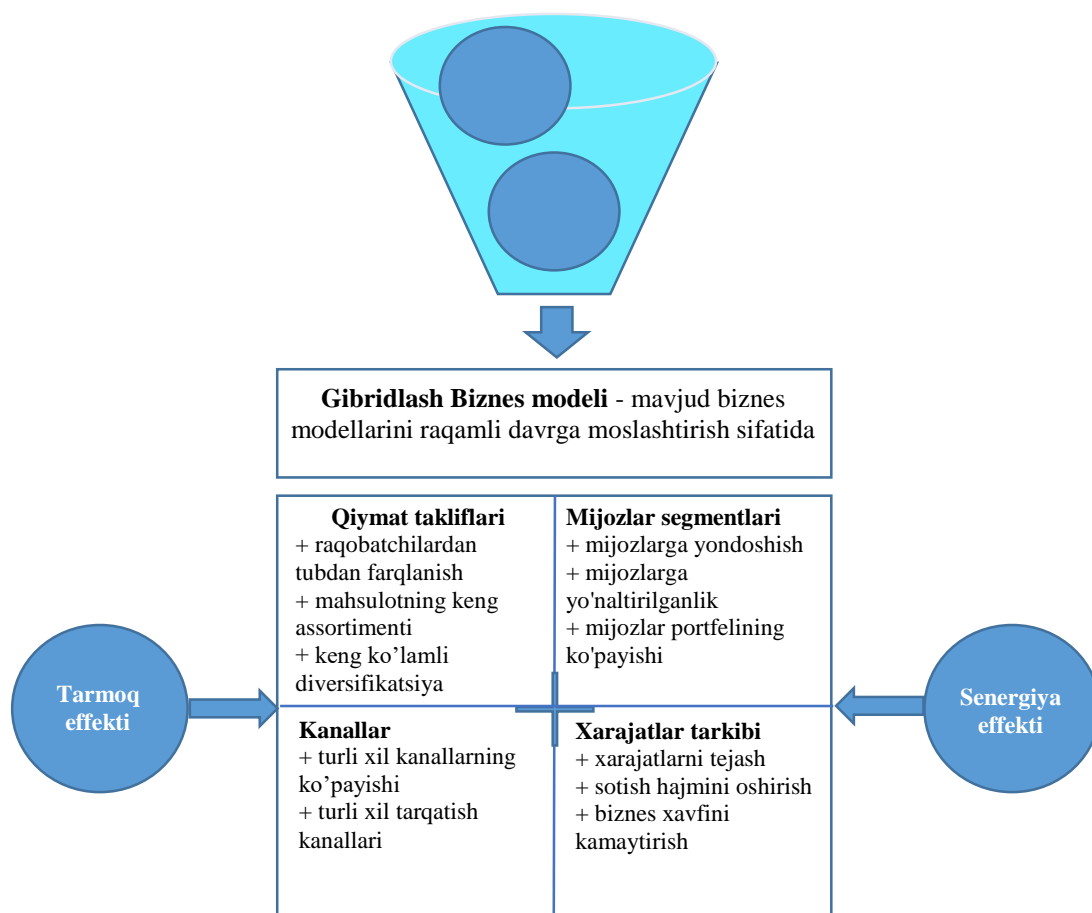 Gibridlash Biznes modeli - mavjud biznes
modellarini raqamli davrga moslashtirish sifatida
Qiymat takliflari
+ raqobatchilardan
tubdan farqlanish
+ mahsulotning keng
assortimenti
+ keng ko’lamli
diversifikatsiya
Mijozlar segmentlari
+ mijozlarga yondoshish
+ mijozlarga
yo'naltirilganlik
+ mijozlar portfelining
ko'payishi
Tarmoq
effekti
Senergiya
effekti
Kanallar
+ turli xil kanallarning
ko’payishi
+ turli xil tarqatish
kanallari
Xarajatlar tarkibi
+ xarajatlarni tejash
+ sotish hajmini oshirish
+ biznes xavfini
kamaytirish